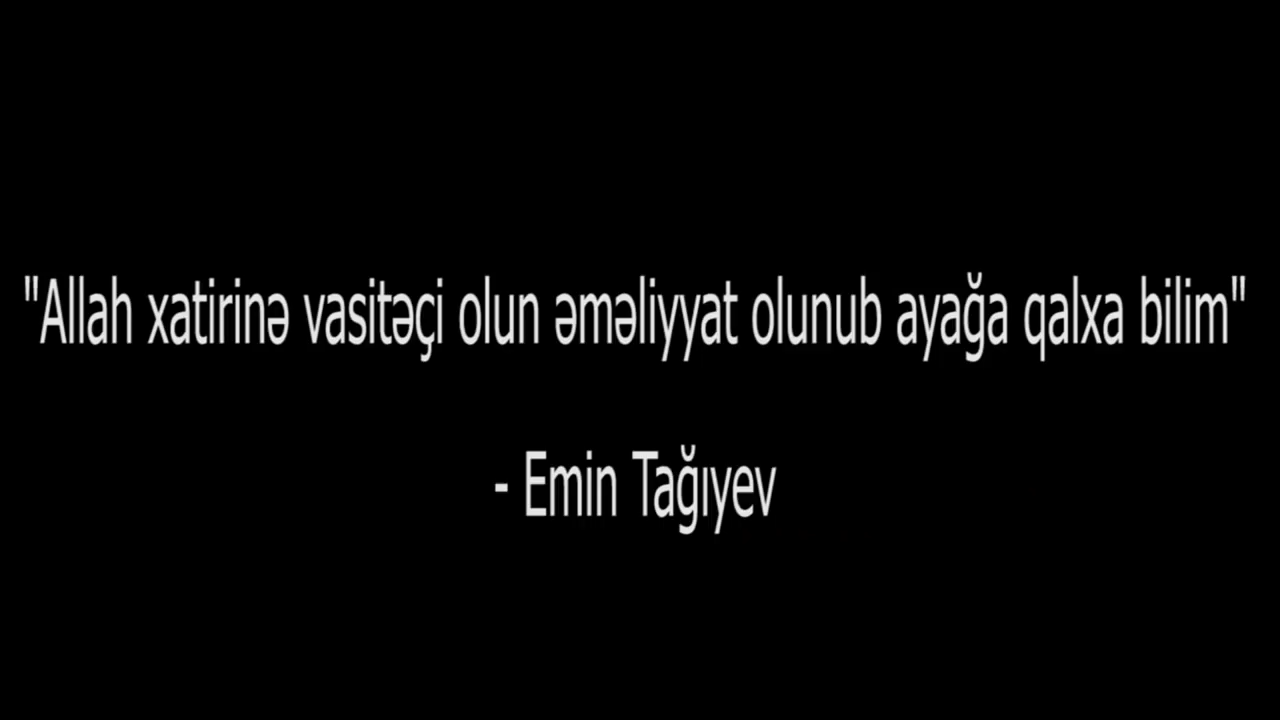 "Allah xatirinə vasitəçi olun əməliyyat olunub ayağa qalxa bilim"
- Emin Tağıyev